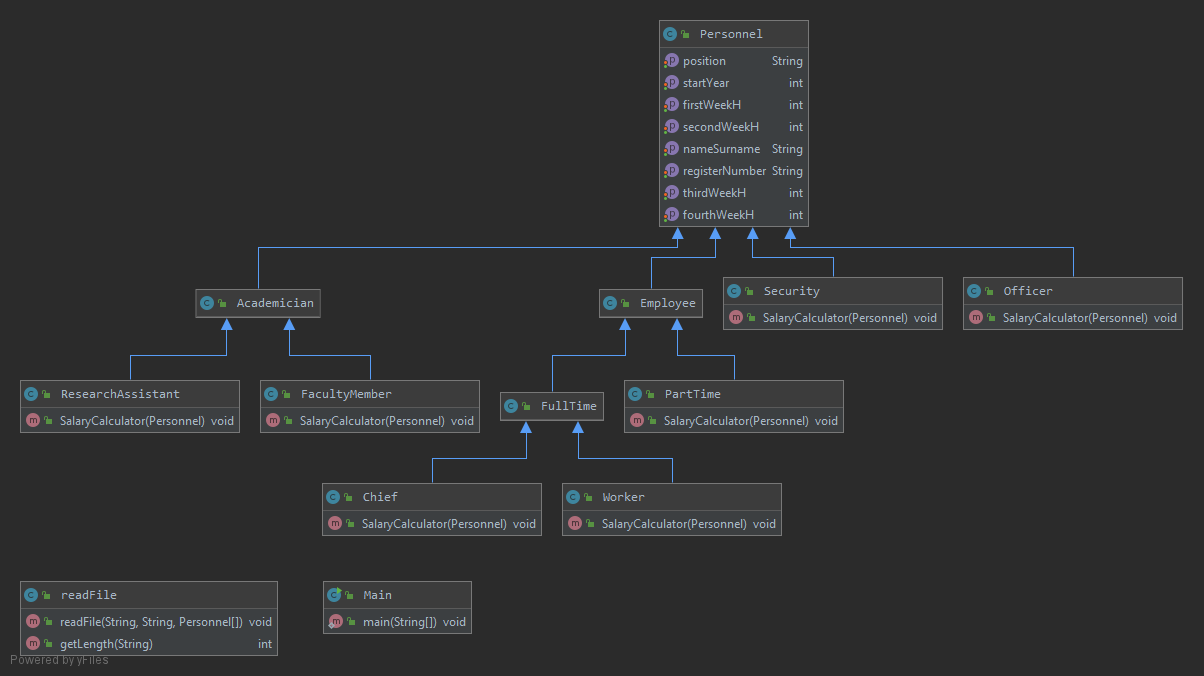 Personnel
position String
startYear int
firstWeekH int
secondWeekH int
nameSurname String
registerNumber String
thirdWeekH int
fourthWeekH int
Academician
Employee
Security
SalaryCalculator(Personnel) void
Officer
SalaryCalculator(Personnel) void
ResearchAssistant
SalaryCalculator(Personnel) void
FacultyMember
SalaryCalculator(Personnel) void
FullTime
PartTime
SalaryCalculator(Personnel) void
Chief
SalaryCalculator(Personnel) void
Worker
SalaryCalculator(Personnel) void
readFile
readFile(String, String, Personnel[]) void
getLength(String) int
Main
main(String[]) void
Powered by yFiles